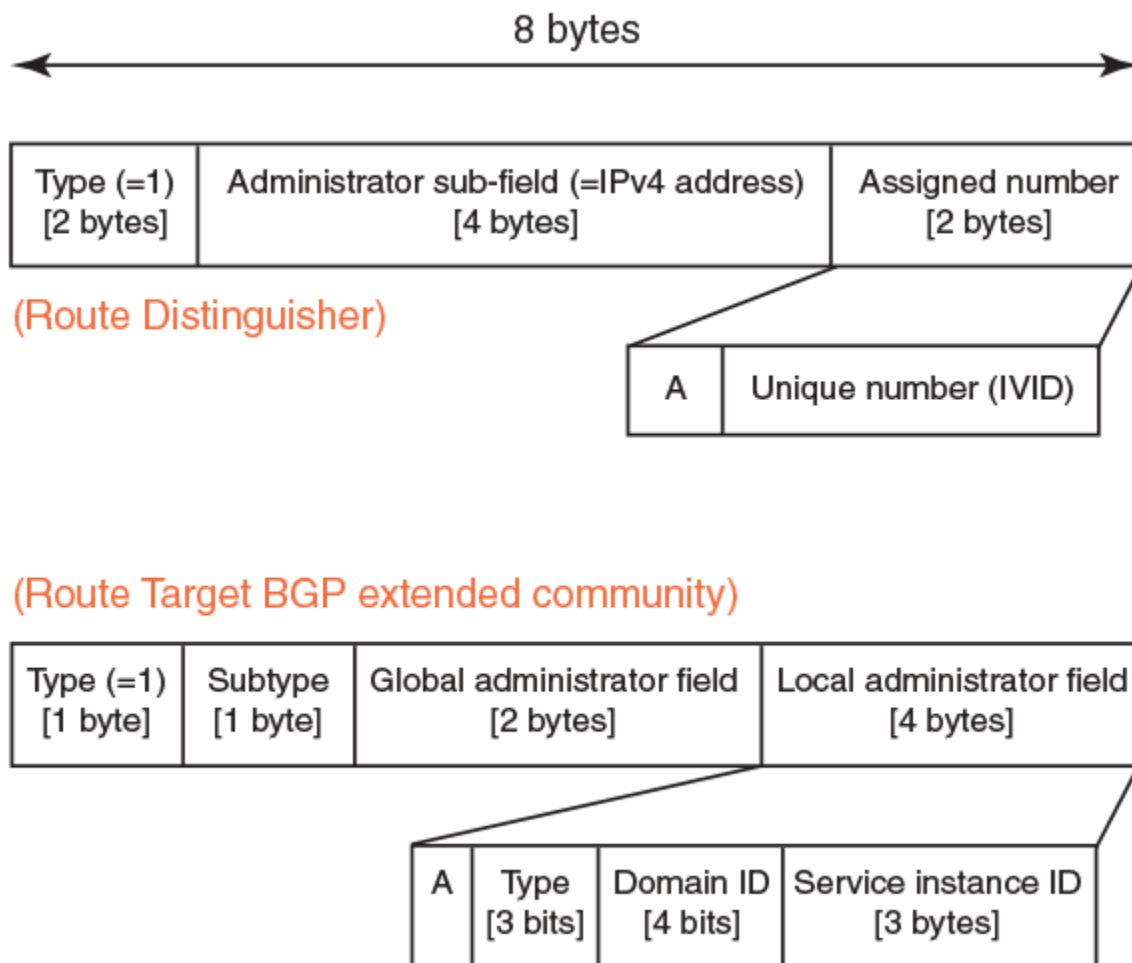 8 bytes
Type (=1)
[2 bytes]
Administrator sub-field (=IPv4 address)
[4 bytes]
Assigned number
[2 bytes]
(Route Distinguisher)
A
Unique number (IVID)
(Route Target BGP extended community)
Type (=1)
[1 byte]
Subtype
[1 byte]
Global administrator field
[2 bytes]
Local administrator field
[4 bytes]
A
Type
[3 bits]
Domain ID
[4 bits]
Service instance ID
[3 bytes]